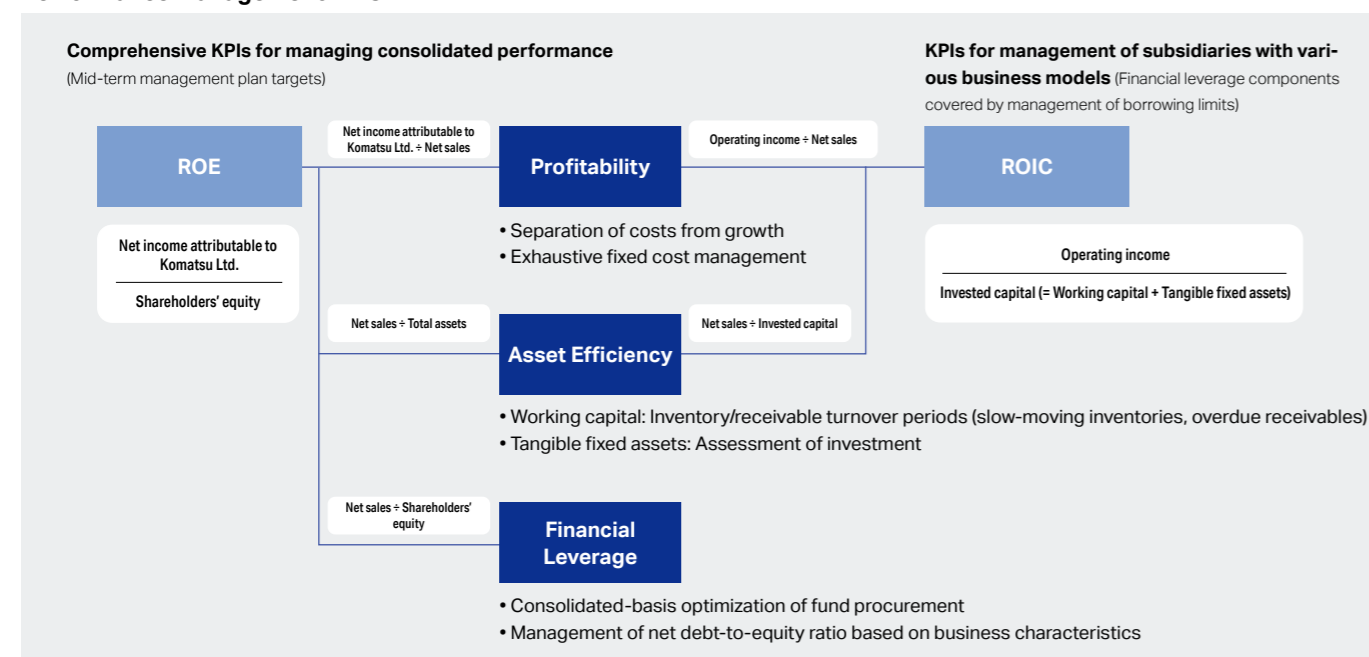 Comprehensive KPIs for managing consolidated performance
(Mid-term management plan targets)
KPIs for management of subsidiaries with vari-
ous business models (Financial leverage components
covered by management of borrowing limits)
ROE
Net income attributable to
Komatsu Ltd. ÷ Net sales
Profitability
Operating income ÷ Net sales
ROIC
Net income attributable to
Komatsu Ltd.
Shareholders' equity
• Separation of costs from growth
• Exhaustive fixed cost management
Operating income
Invested capital (= Working capital + Tangible fixed assets)
Net sales ÷ Total assets
Asset Efficiency
Net sales ÷ Invested capital
• Working capital: Inventory/receivable turnover periods (slow-moving inventories, overdue receivables)
• Tangible fixed assets: Assessment of investment
Net sales ÷ Shareholders'
equity
Financial
Leverage
• Consolidated-basis optimization of fund procurement
• Management of net debt-to-equity ratio based on business characteristics